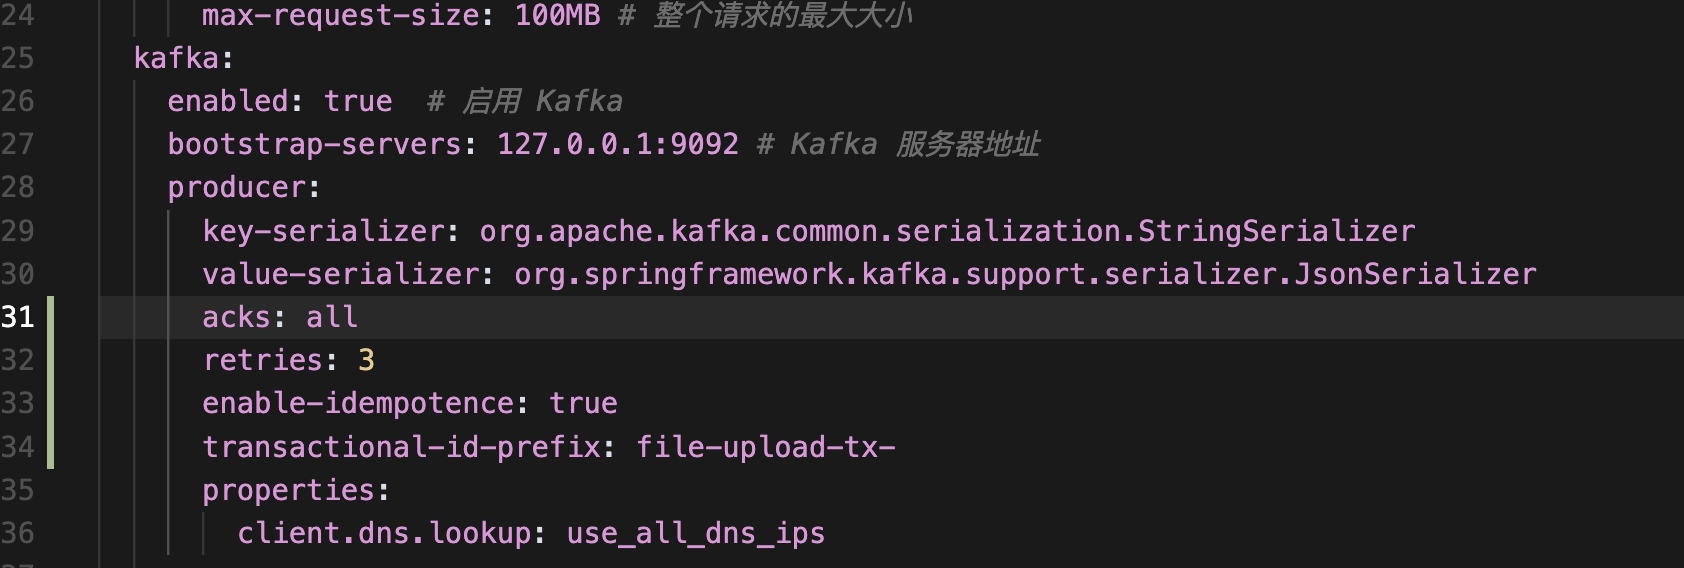 24 max-request-size: 100MB # 整个请求的最大大小
25 kafka:
26 enabled: true  # 启用 Kafka
27 bootstrap-servers: 127.0.0.1:9092 # Kafka 服务器地址
28 producer:
29 key-serializer: org.apache.kafka.common.serialization.StringSerializer
30 value-serializer: org.springframework.kafka.support.serializer.JsonSerializer
31 acks: all
32 retries: 3
33 enable-idempotence: true
34 transactional-id-prefix: file-upload-tx-
35 properties:
36 client.dns.lookup: use_all_dns_ips